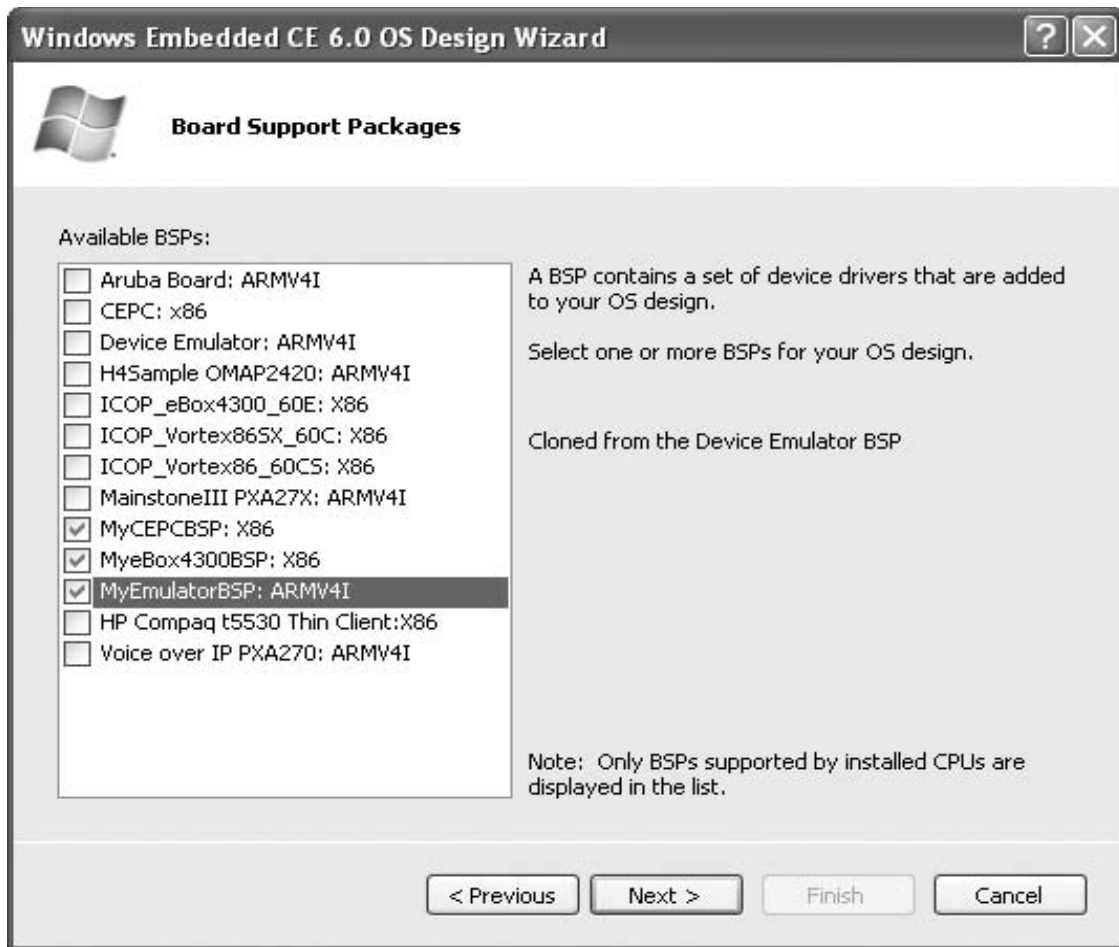 Windows Embedded CE 6.0 OS Design Wizard
Board Support Packages
Available BSPs:
Aruba Board: ARMV4I
CEPC: x86
Device Emulator: ARMV4I
H4Sample OMAP2420: ARMV4I
ICOP_eBox4300_60E: X86
ICOP_Vortex86SX_60C: X86
ICOP_Vortex86_60CS: X86
MainstoneIII PXA27X: ARMV4I
MyCEPCBSP: X86
MyeBox4300BSP: X86
MyEmulatorBSP: ARMV4I
HP Compaq t5530 Thin Client:X86
Voice over IP PXA270: ARMV4I
A BSP contains a set of device drivers that are added
to your OS design.
Select one or more BSPs for your OS design.
Cloned from the Device Emulator BSP
Note: Only BSPs supported by installed CPUs are
displayed in the list.
< Previous
Next >
Finish
Cancel